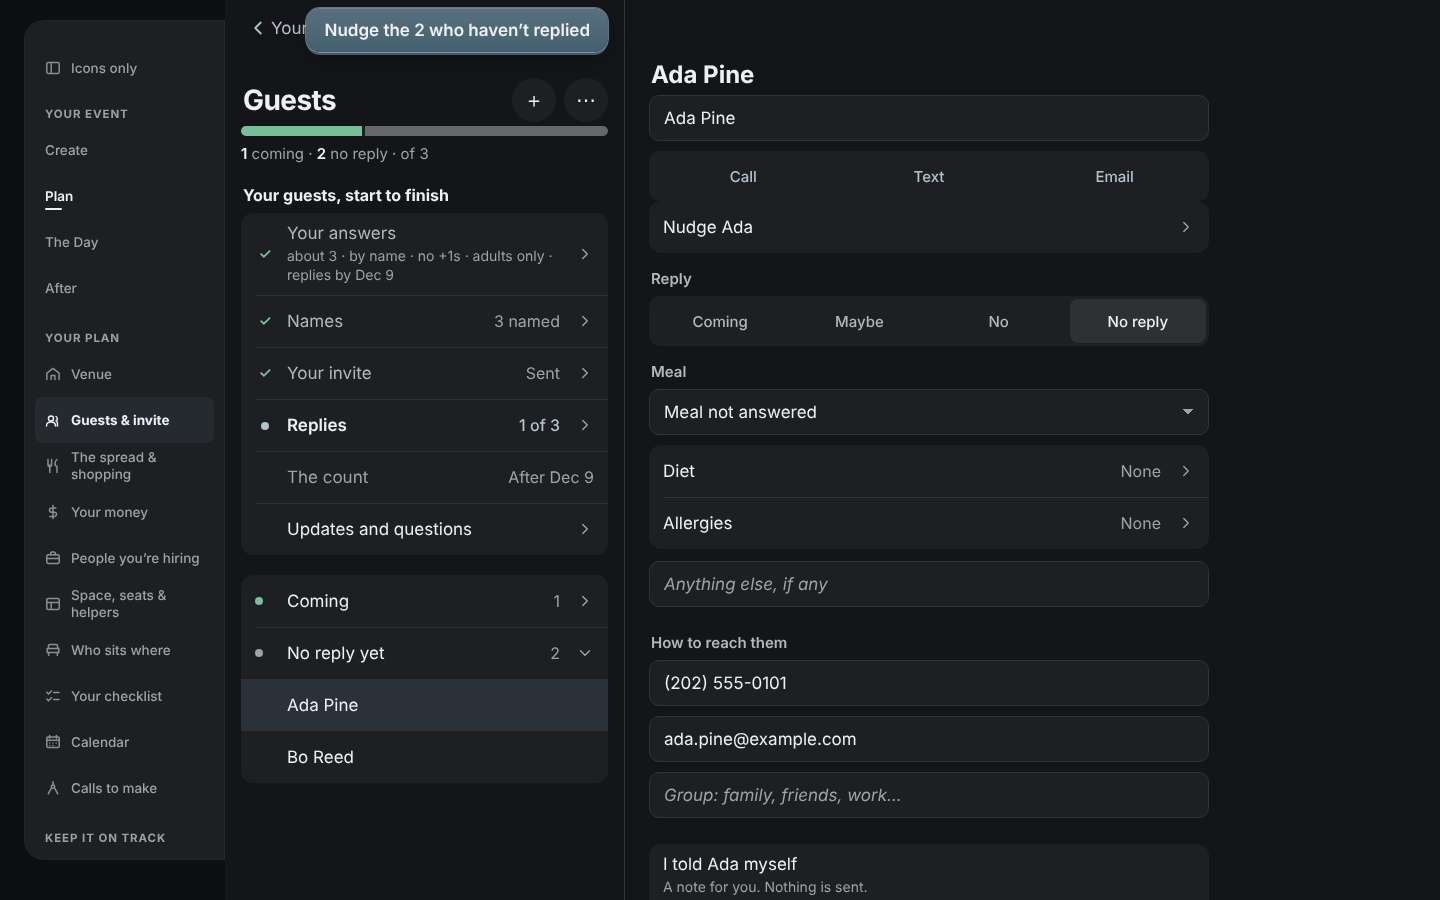 Icons only
YOUR EVENT
Create
Plan
The Day
After
YOUR PLAN
Venue
Guests & invite
The spread &
shopping
Your money
People you’re hiring
Space, seats &
helpers
Who sits where
Your checklist
Calendar
Calls to make
KEEP IT ON TRACK
Your
Nudge the 2 who haven’t replied
Guests
1 coming · 2 no reply · of 3
Your guests, start to finish
Your answers
about 3 · by name · no +1s · adults only ·
replies by Dec 9
Names 3 named
Your invite Sent
Replies 1 of 3
The count After Dec 9
Updates and questions
Coming 1
No reply yet 2
Ada Pine
Bo Reed
Ada Pine
Ada Pine
Call Text Email
Nudge Ada
Reply
Coming Maybe No No reply
Meal
Meal not answered
Diet None
Allergies None
Anything else, if any
How to reach them
(202) 555-0101
ada.pine@example.com
Group: family, friends, work...
I told Ada myself
A note for you. Nothing is sent.